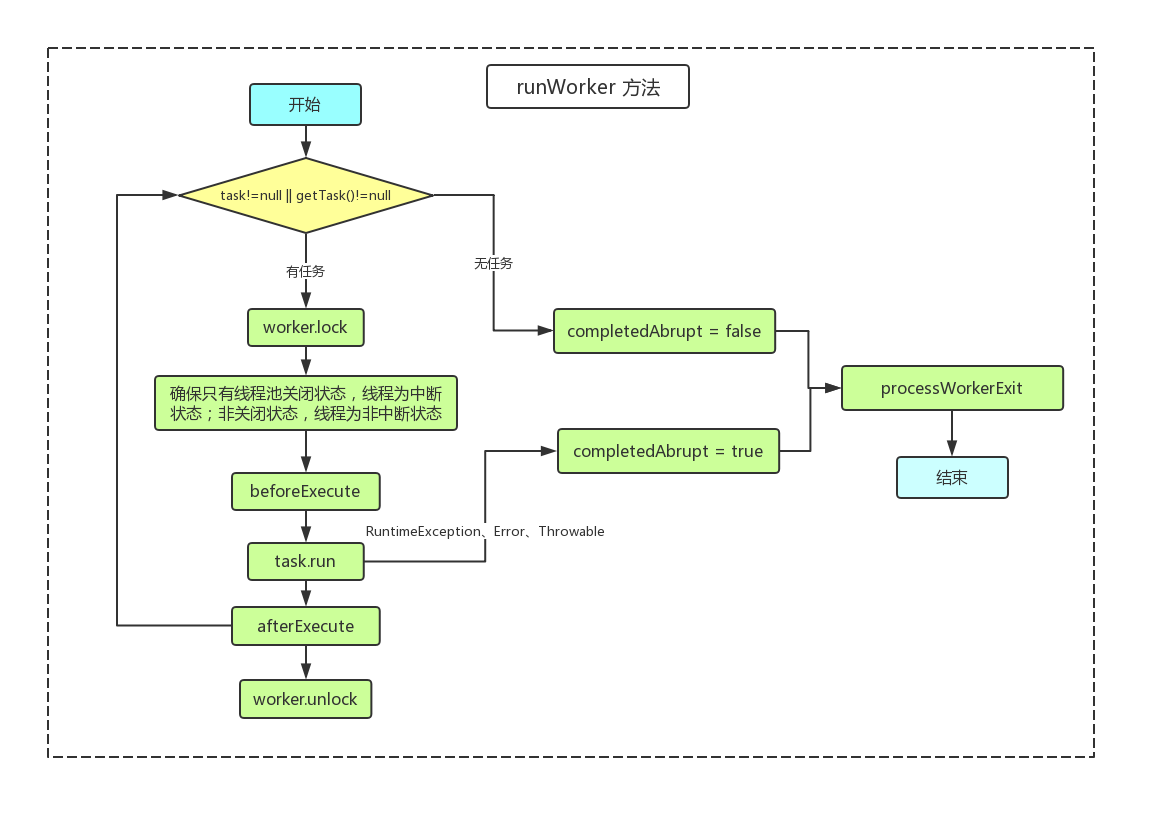 runWorker 方法
开始
task!=null || getTask()!=null
有任务
无任务
worker.lock
completedAbrupt = false
确保只有线程池关闭状态，线程为中断
状态；非关闭状态，线程为非中断状态
processWorkerExit
completedAbrupt = true
结束
beforeExecute
RuntimeException、Error、Throwable
task.run
afterExecute
worker.unlock